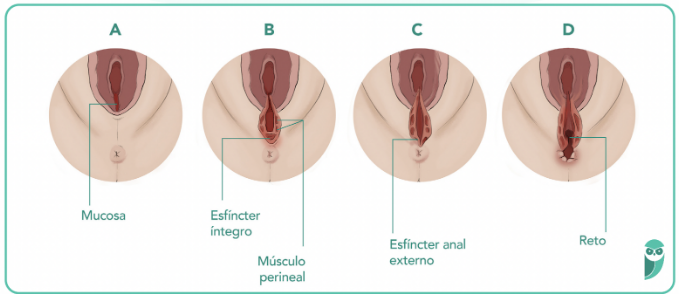 A
B
C
D
Mucosa
Esfíncter
íntegro
Músculo
perineal
Esfíncter anal
externo
Reto